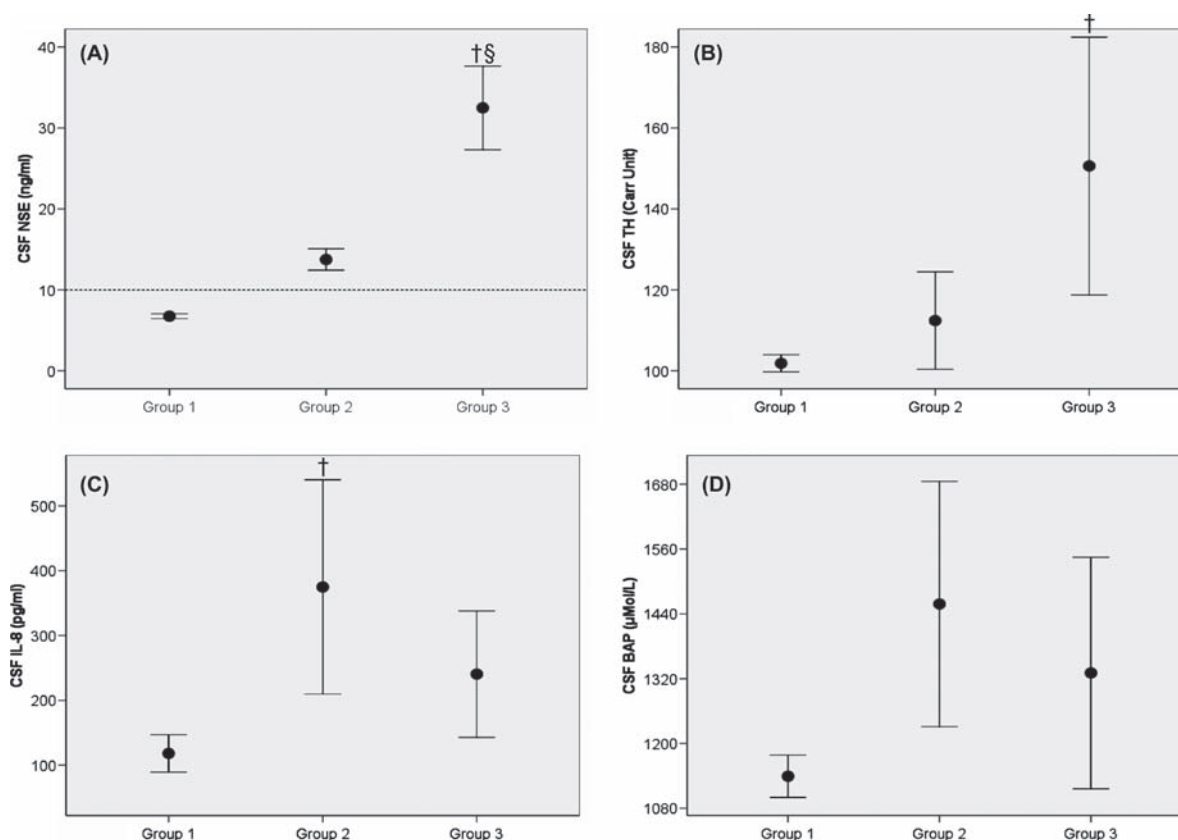 (A)
†§
CSF NSE (ng/ml)
40
30
20
10
0
Group 1 Group 2 Group 3
(B)
†
CSF TH (Carr Unit)
180
160
140
120
100
Group 1 Group 2 Group 3
(C)
†
CSF IL-8 (pg/ml)
500
400
300
200
100
Group 1 Group 2 Group 3
(D)
CSF BAP (µMol/L)
1680
1560
1440
1320
1200
1080
Group 1 Group 2 Group 3